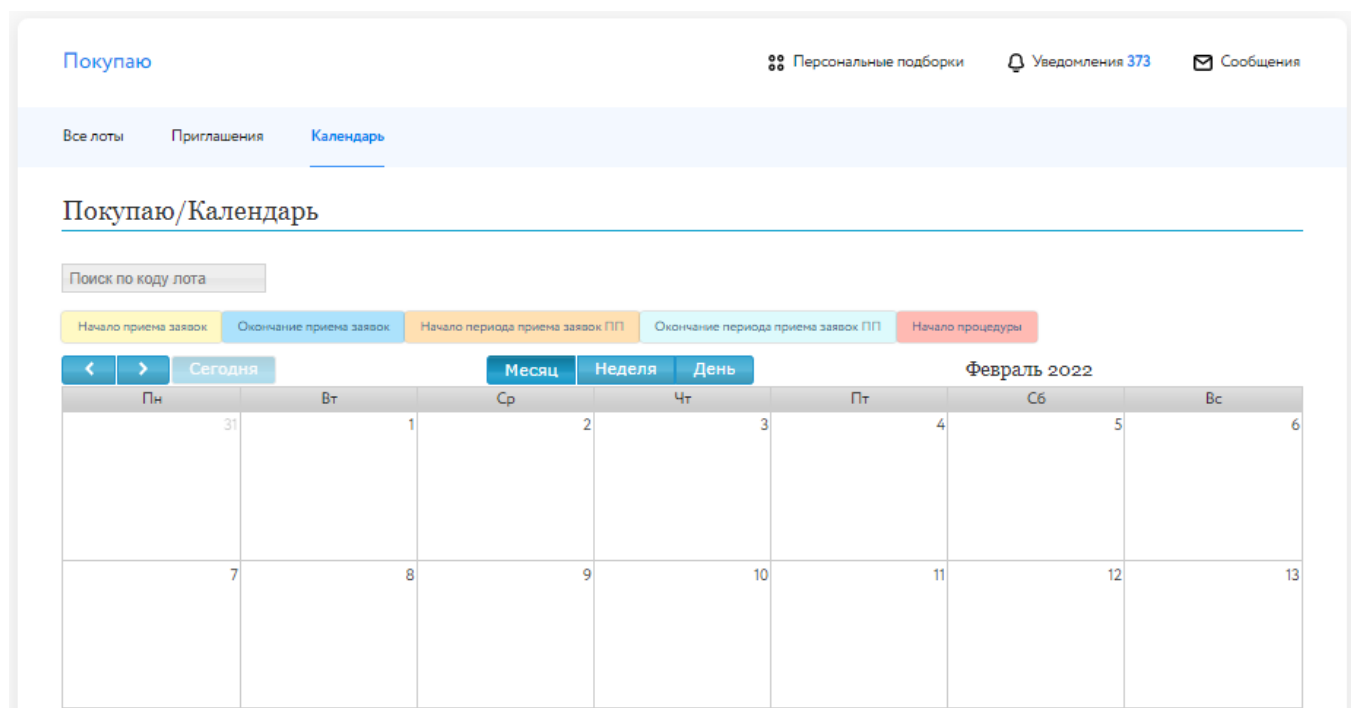 Покупаю
Персональные подборки Уведомления 373 Сообщения
Все лоты Приглашения Календарь
Покупаю/Календарь
Поиск по коду лота
Начало приема заявок Окончание приема заявок Начало периода приема заявок ПП Окончание периода приема заявок ПП Начало процедуры
Сегодня Месяц Неделя День Февраль 2022
Пн Вт Ср Чт Пт Сб Вс
31 1 2 3 4 5 6
7 8 9 10 11 12 13